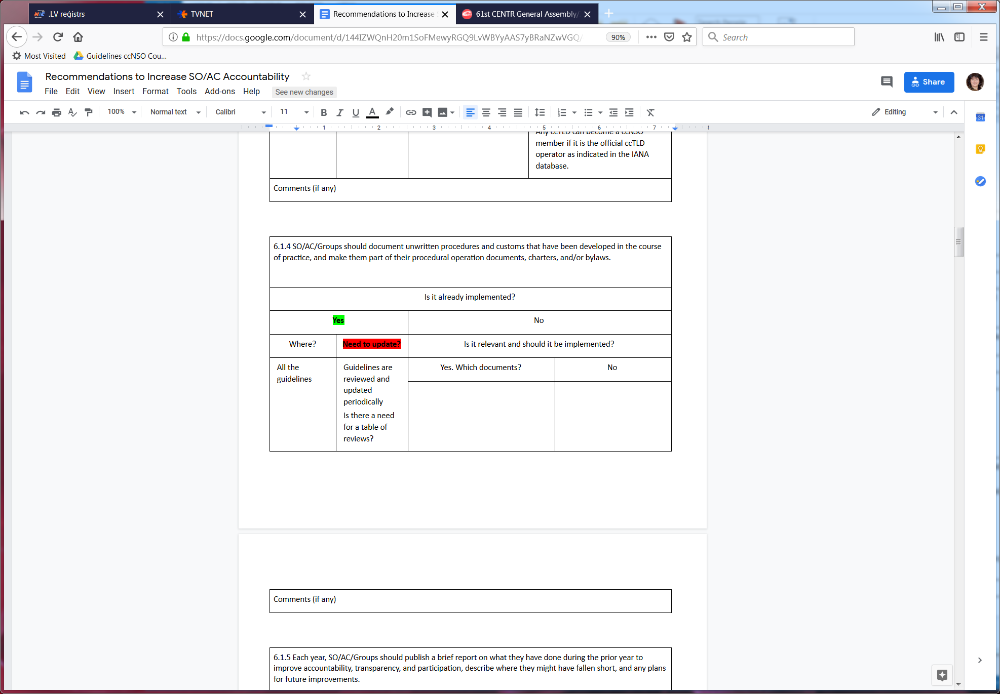 .LV reģistrs
TVNET
Recommendations to Increase
61st CENTR General Assembly/
https://docs.google.com/document/d/144IZWQnH20m1SoFMewyRGQ9LvWBYyAAS7yBRaNZwVGQ/
90%
Search
Most Visited
Guidelines ccNSO Cou...
Recommendations to Increase SO/AC Accountability
File Edit View Insert Format Tools Add-ons Help See new changes
Share
100% Normal text Calibri 11 B I U A Editing
1 2 3 4 5 6 7
31
Any ccTLD can become a ccNSO
member if it is the official ccTLD
operator as indicated in the IANA
database.
Comments (if any)
6.1.4 SO/AC/Groups should document unwritten procedures and customs that have been developed in the course
of practice, and make them part of their procedural operation documents, charters, and/or bylaws.
Is it already implemented?
Yes
No
Where?
Need to update?
Is it relevant and should it be implemented?
All the
guidelines
Guidelines are
reviewed and
updated
periodically
Is there a need
for a table of
reviews?
Yes. Which documents?
No
Comments (if any)
6.1.5 Each year, SO/AC/Groups should publish a brief report on what they have done during the prior year to
improve accountability, transparency, and participation, describe where they might have fallen short, and any plans
for future improvements.